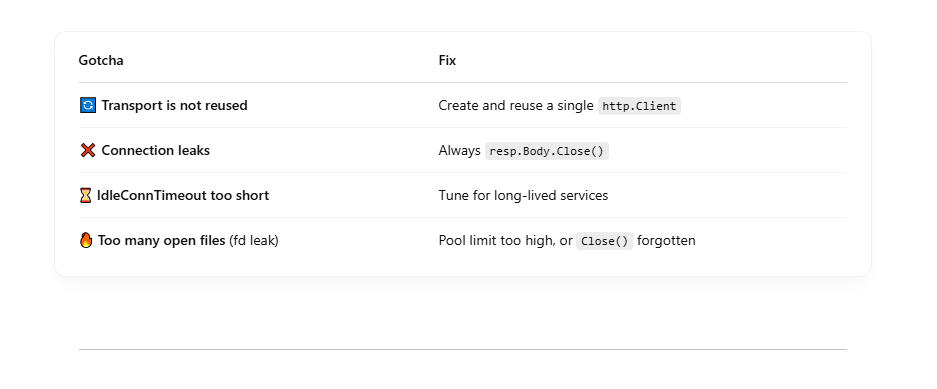 Gotcha Fix
🔄 Transport is not reused Create and reuse a single http.Client
❌ Connection leaks Always resp.Body.Close()
⏳ IdleConnTimeout too short Tune for long-lived services
🔥 Too many open files (fd leak) Pool limit too high, or Close() forgotten